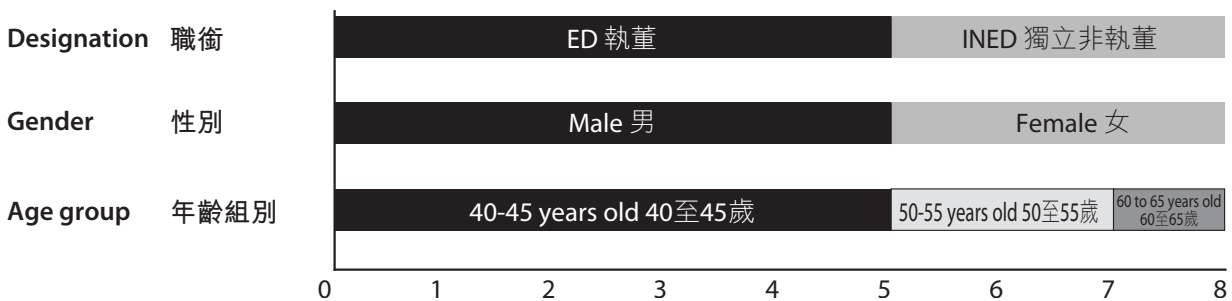 Designation 職銜 ED 執董 INED 獨立非執董
Gender 性別 Male 男 Female 女
Age group 年齡組別 40-45 years old 40至45歲 50-55 years old 50至55歲 60 to 65 years old
60至65歲
0 1 2 3 4 5 6 7 8